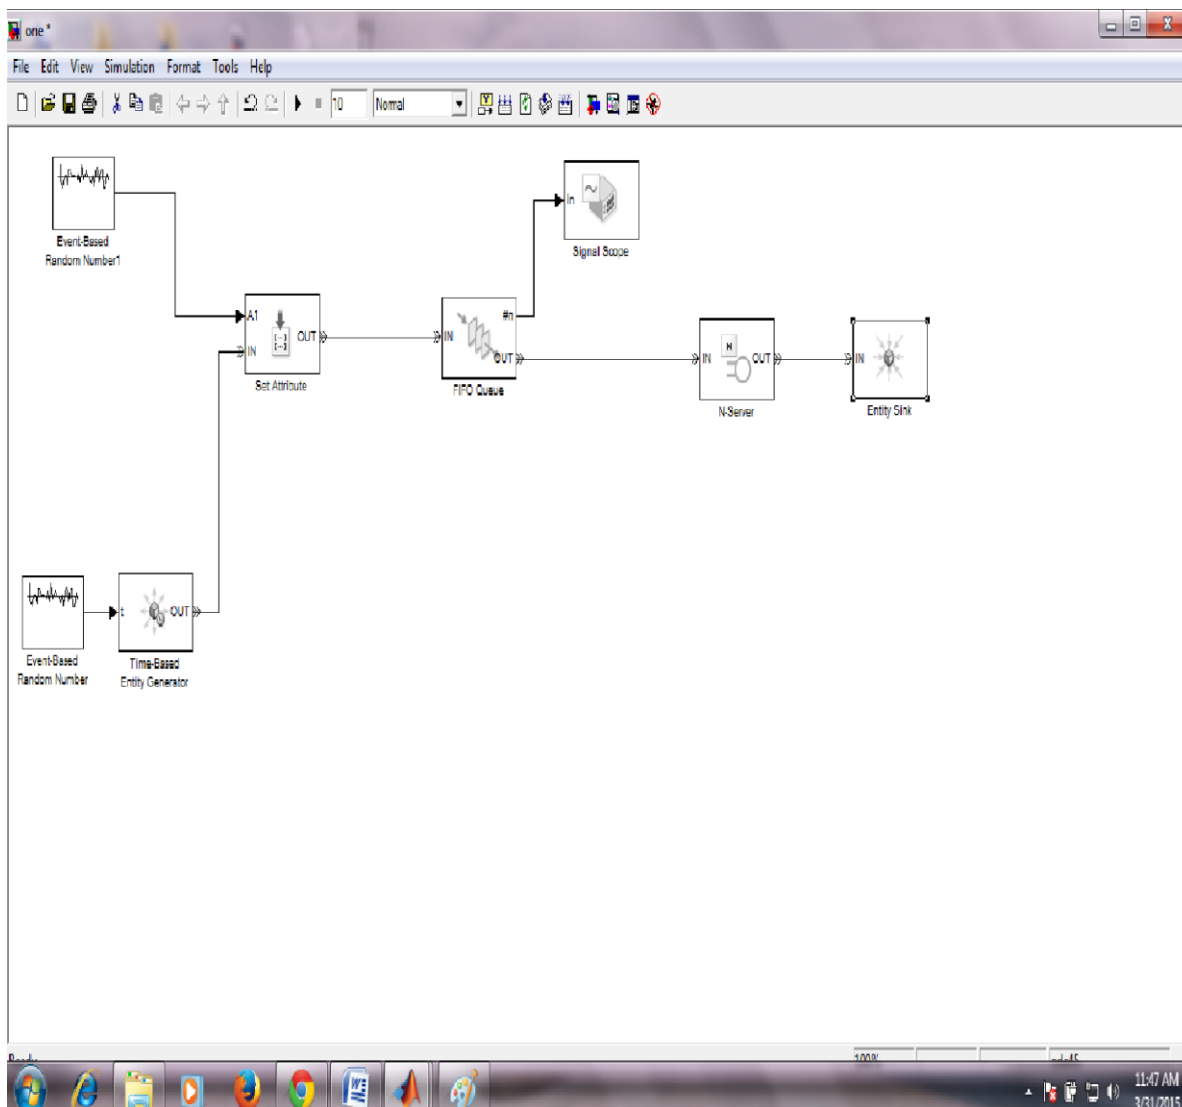 one *
File Edit View Simulation Format Tools Help
10 Normal
Event-Based
Random Number1
A1
IN
OUT
Set Attribute
IN
#n
OUT
FIFO Queue
in
Signal Scope
IN
N
OUT
N-Server
IN
Entity Sink
Event-Based
Random Number
t
OUT
Time-Based
Entity Generator
Ready
100%
ode45
11:47 AM
3/31/2015